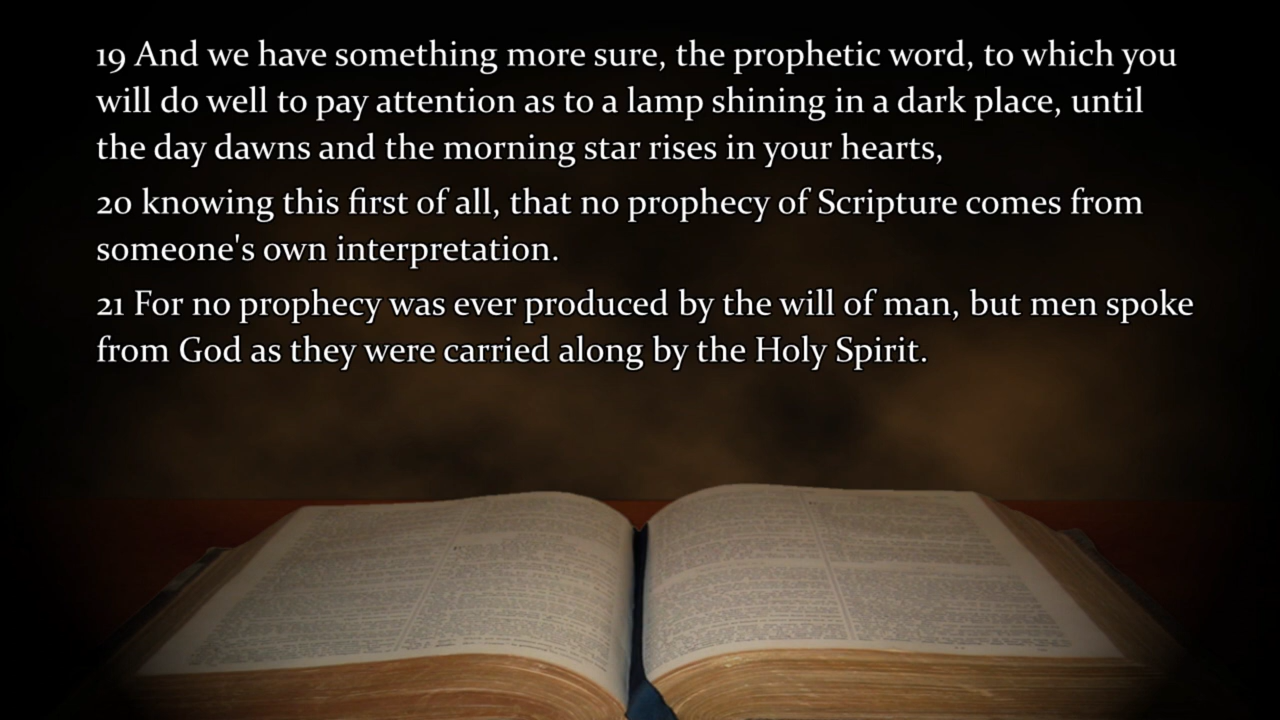 19 And we have something more sure, the prophetic word, to which you
will do well to pay attention as to a lamp shining in a dark place, until
the day dawns and the morning star rises in your hearts,
20 knowing this first of all, that no prophecy of Scripture comes from
someone's own interpretation.
21 For no prophecy was ever produced by the will of man, but men spoke
from God as they were carried along by the Holy Spirit.